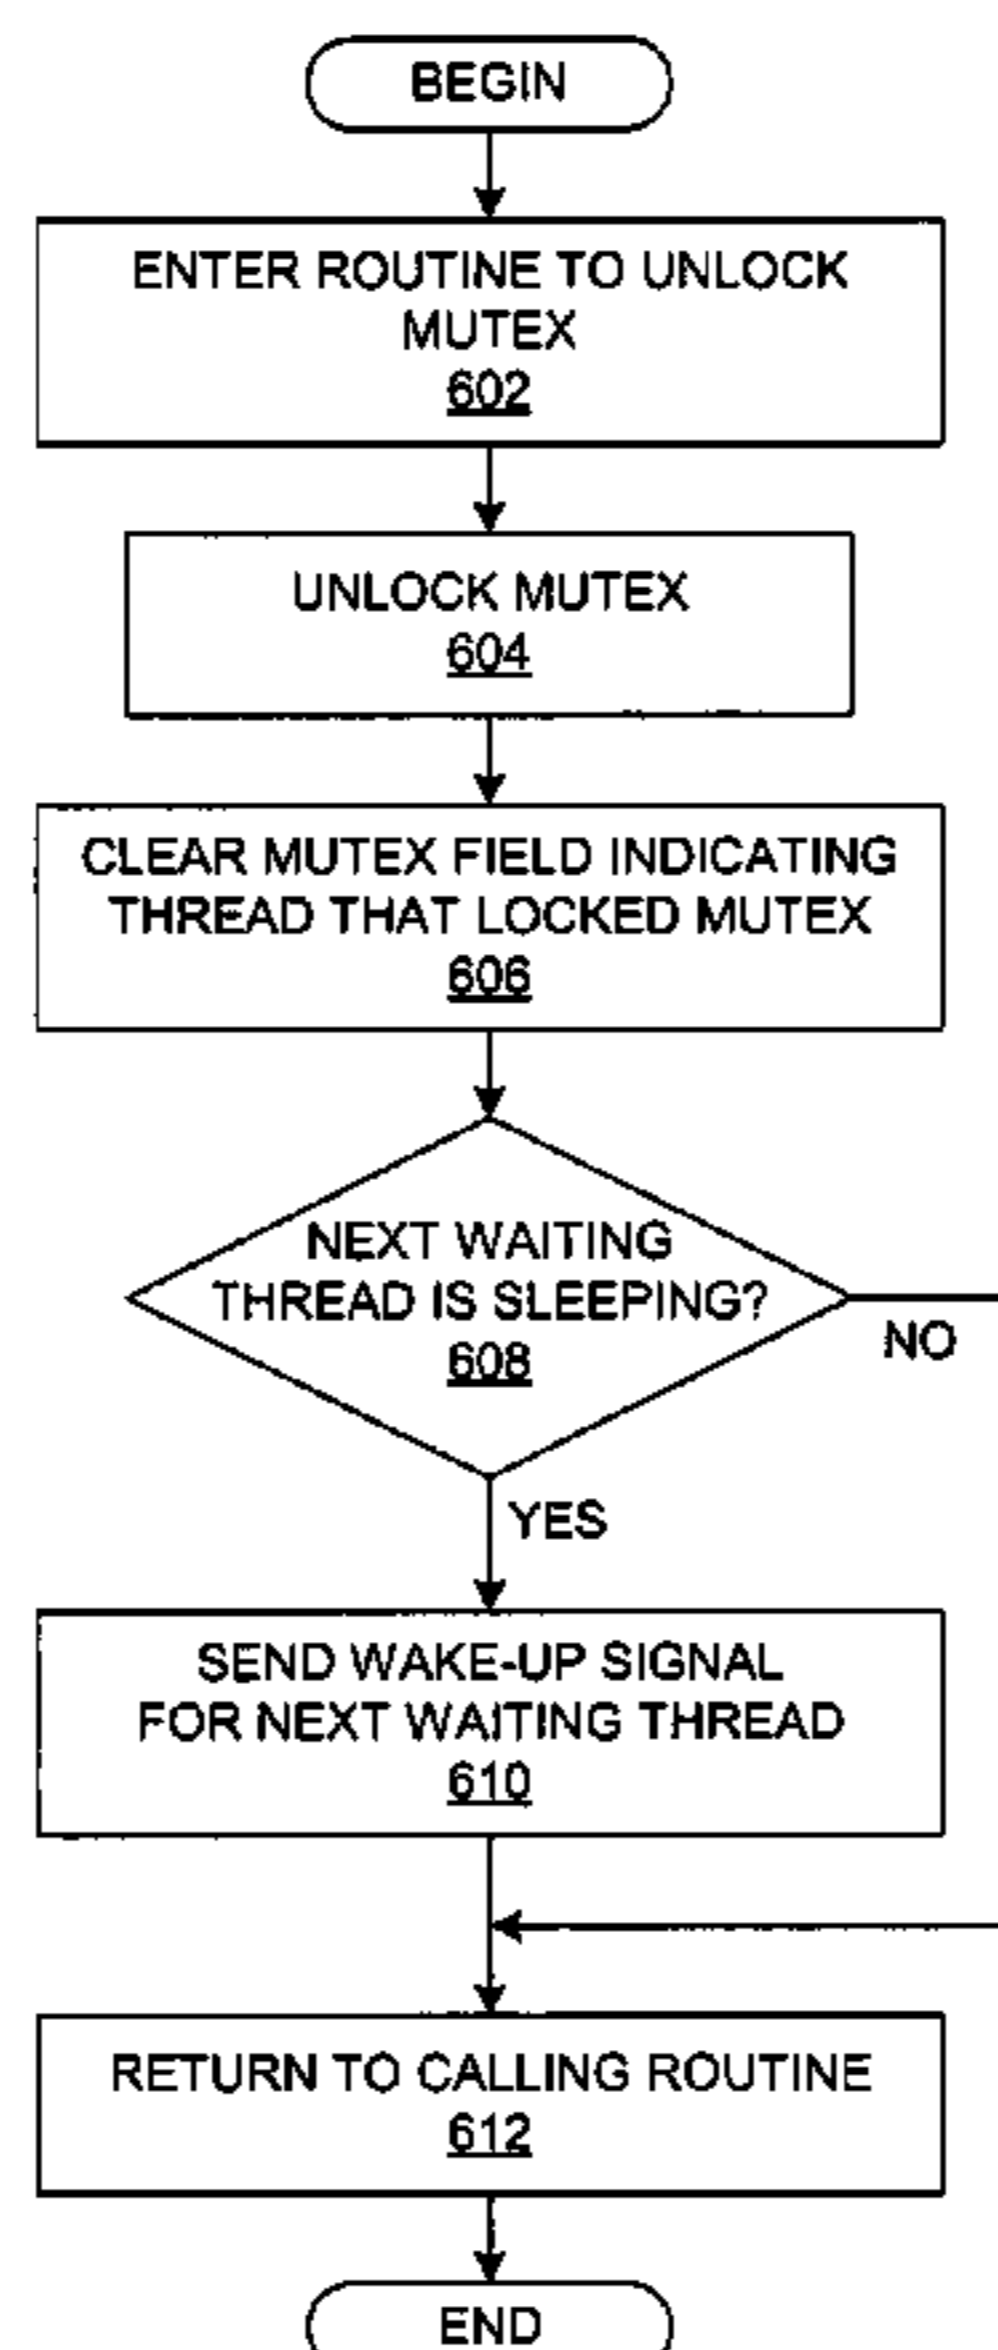 BEGIN
ENTER ROUTINE TO UNLOCK
MUTEX
602
UNLOCK MUTEX
604
CLEAR MUTEX FIELD INDICATING
THREAD THAT LOCKED MUTEX
606
NEXT WAITING
THREAD IS SLEEPING?
608
NO
YES
SEND WAKE-UP SIGNAL
FOR NEXT WAITING THREAD
610
RETURN TO CALLING ROUTINE
612
END